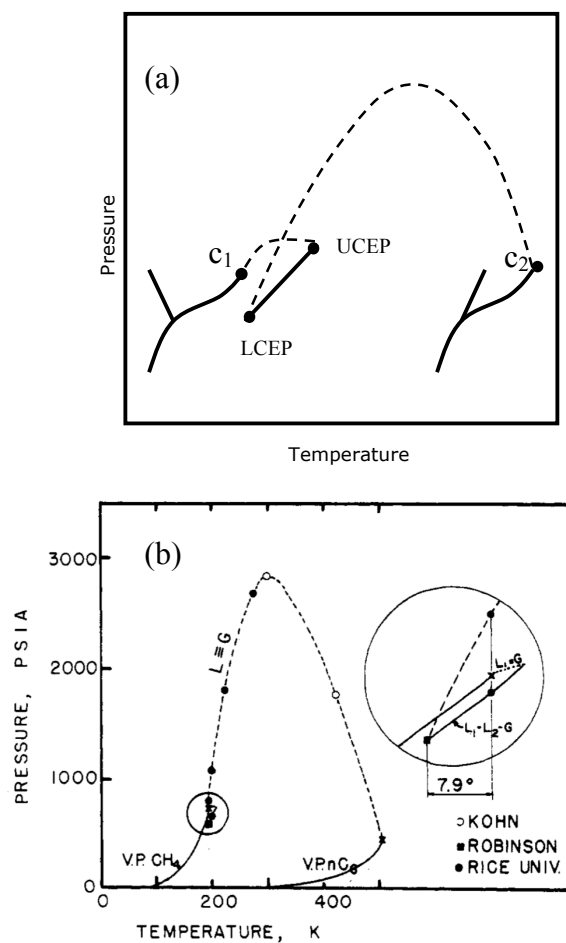 (a)
Pressure
c1
UCEP
c2
LCEP
Temperature
(b)
3000
2000
1000
0
PRESSURE, PSIA
L≡G
L1≡G
L1-L2-G
7.9°
V.P. CH4
V.P. nC6
○ KOHN
■ ROBINSON
● RICE UNIV.
0 200 400
TEMPERATURE, K